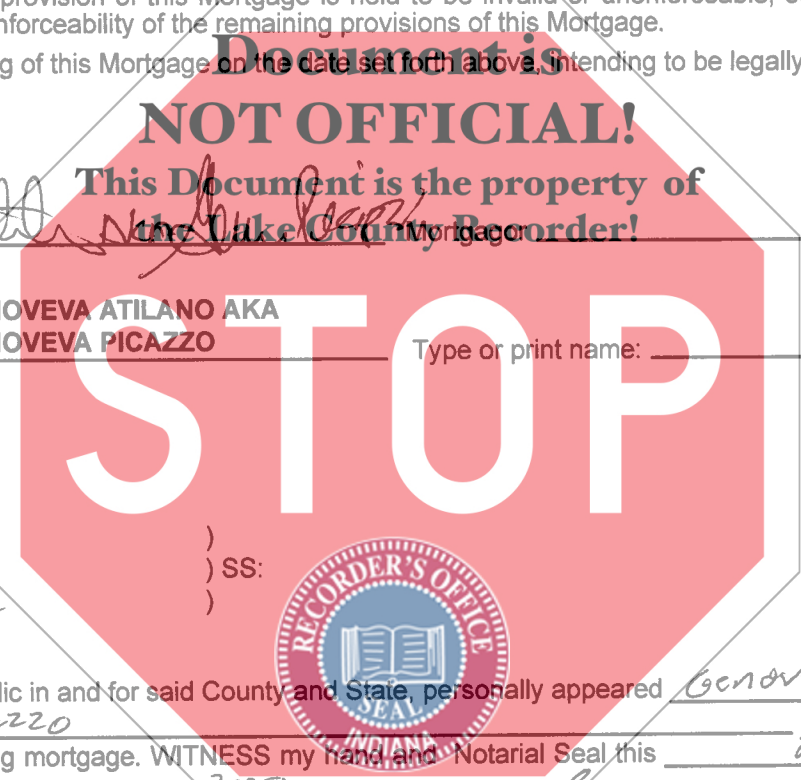 provision of this Mortgage is held to be invalid or unenforceable,
nforceability of the remaining provisions of this Mortgage.
Document is
g of this Mortgage on the date set forth above, intending to be legally
NOT OFFICIAL!
This Document is the property of
the Lake County Recorder!
Mortgagor
OVEVA ATILANO AKA
OVEVA PICAZZO
Type or print name:
STOP
)
) SS:
)
RECORDER'S OFFICE
SEAL
INDIANA
lic in and for said County and State, personally appeared Genov
zzo
g mortgage. WITNESS my hand and Notarial Seal this